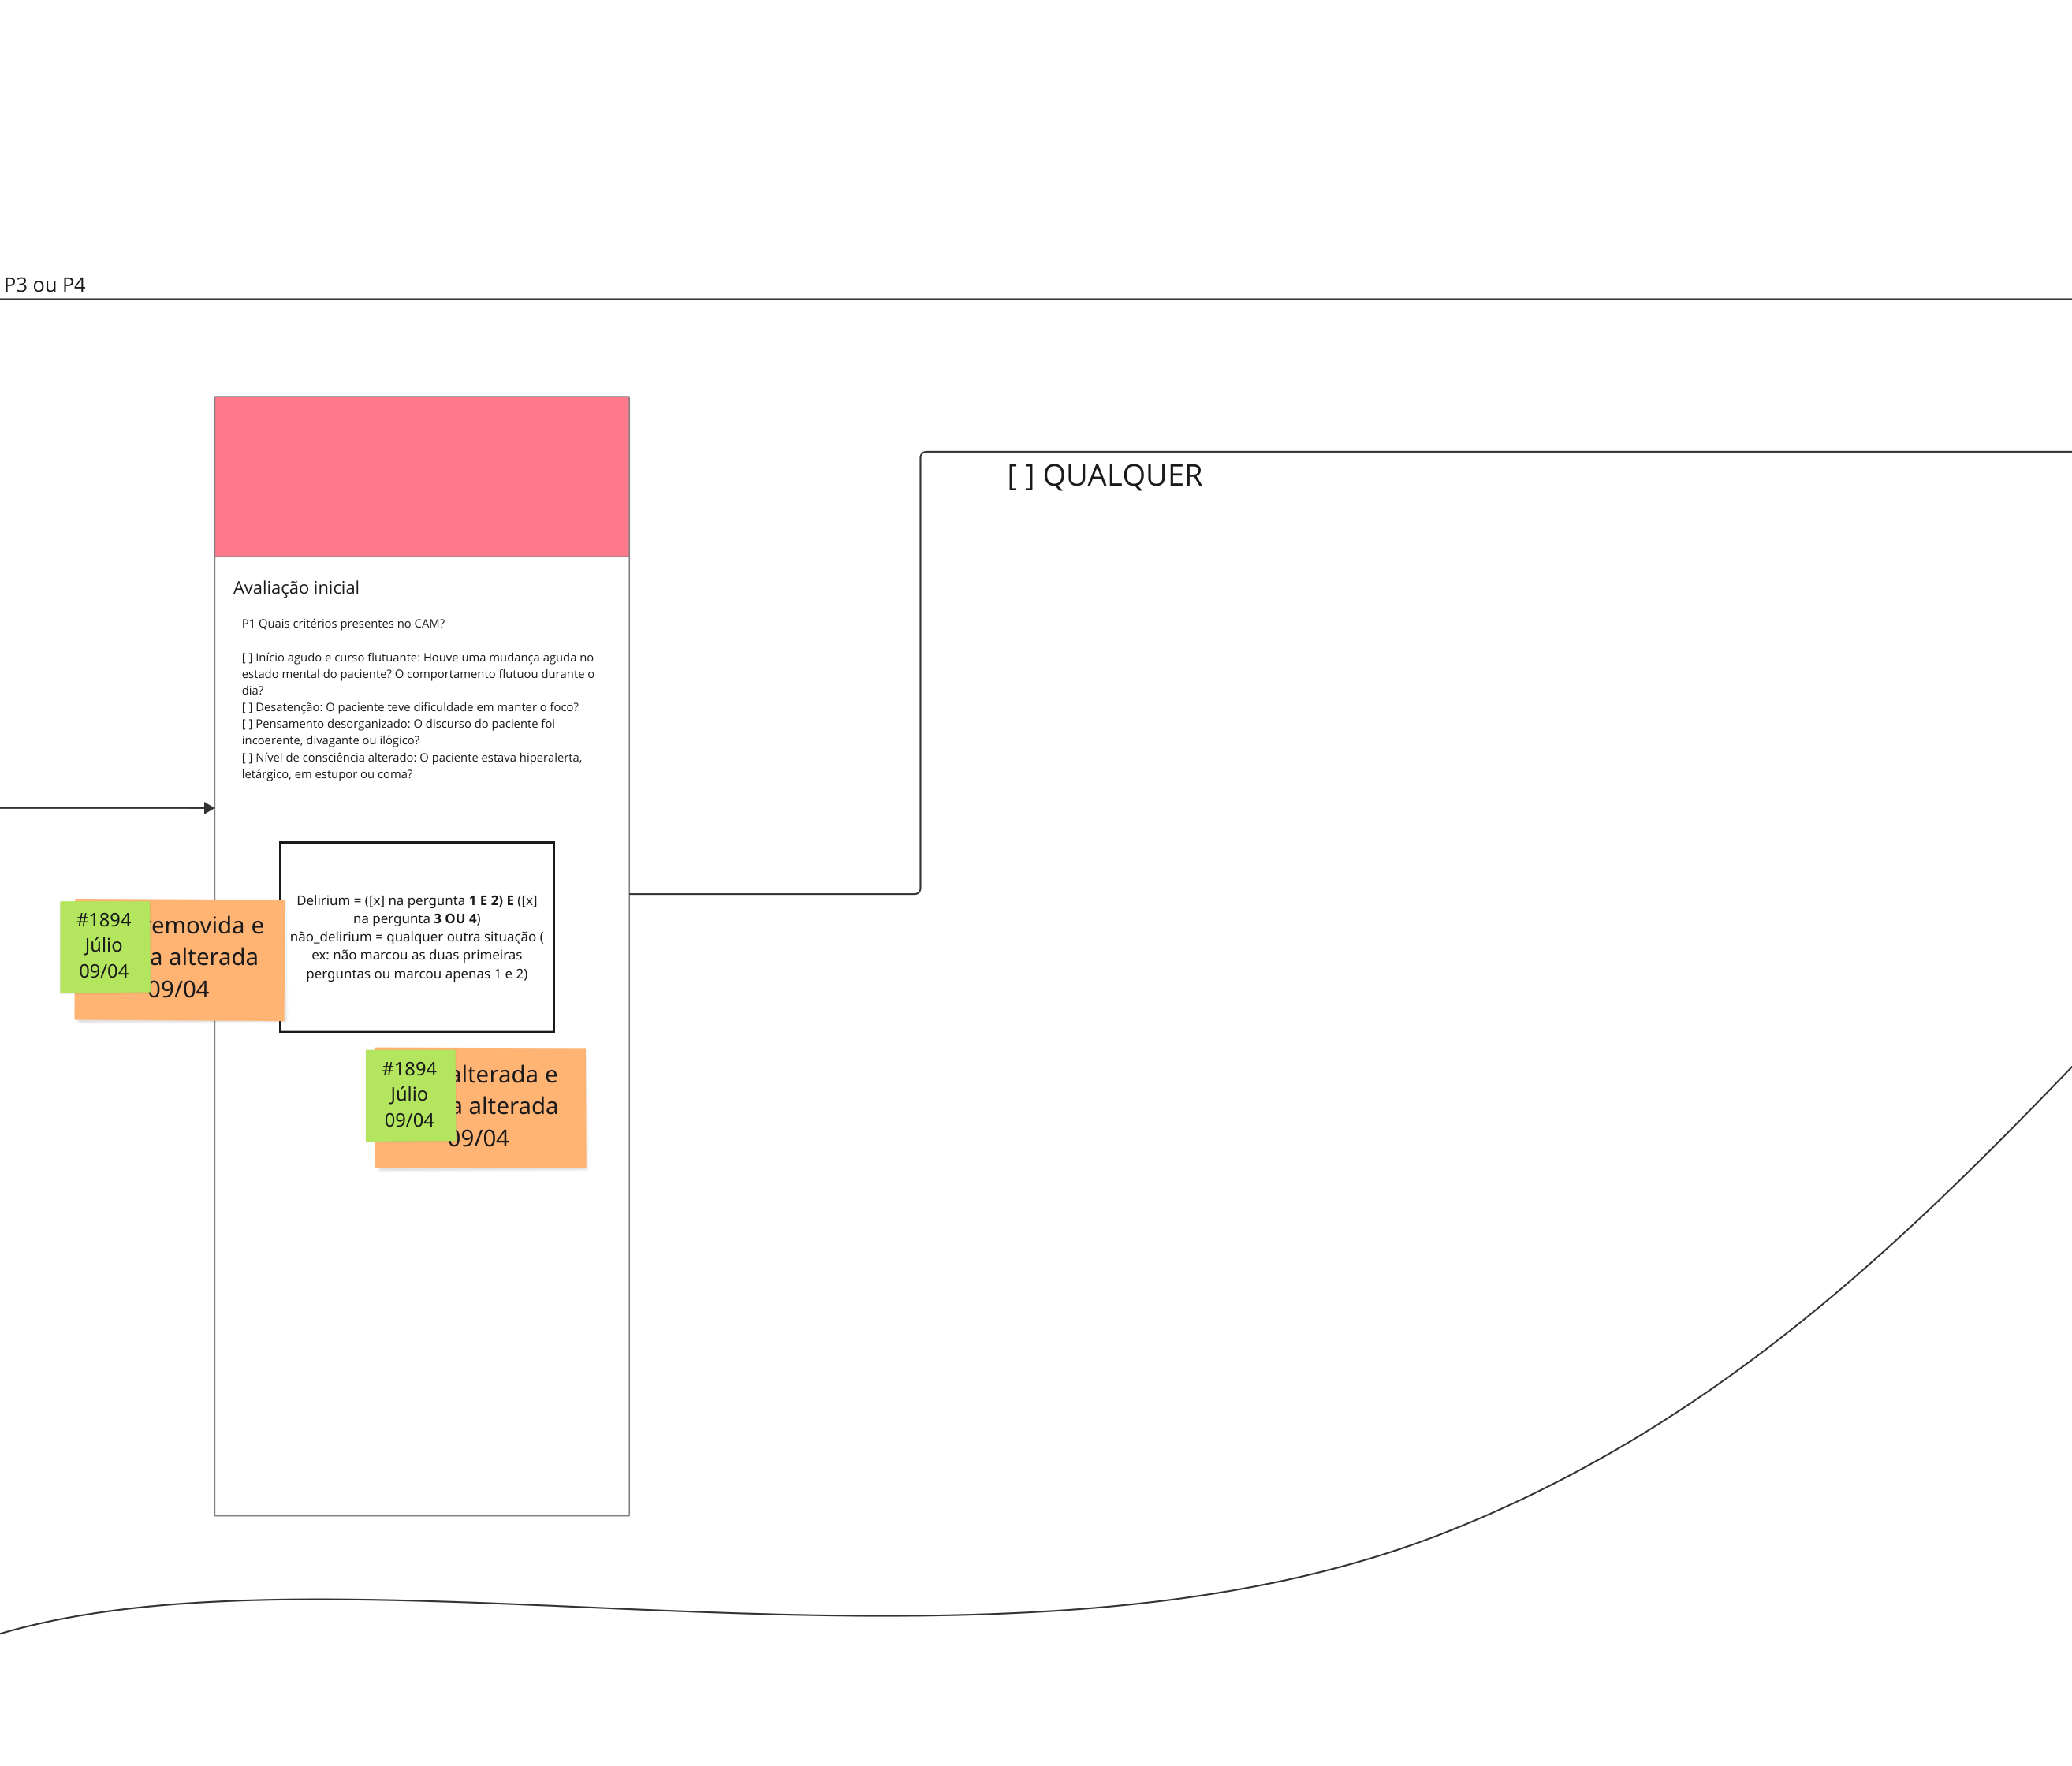 P3 ou P4
[ ] QUALQUER
Avaliação inicial
P1 Quais critérios presentes no CAM?
[ ] Início agudo e curso flutuante: Houve uma mudança aguda no
estado mental do paciente? O comportamento flutuou durante o
dia?
[ ] Desatenção: O paciente teve dificuldade em manter o foco?
[ ] Pensamento desorganizado: O discurso do paciente foi
incoerente, divagante ou ilógico?
[ ] Nível de consciência alterado: O paciente estava hiperalerta,
letárgico, em estupor ou coma?
Delirium = ([x] na pergunta 1 E 2) E ([x]
na pergunta 3 OU 4)
não_delirium = qualquer outra situação (
ex: não marcou as duas primeiras
perguntas ou marcou apenas 1 e 2)
#1894
Júlio
09/04
removida e
alterada
09/04
#1894
Júlio
09/04
alterada e
alterada
09/04